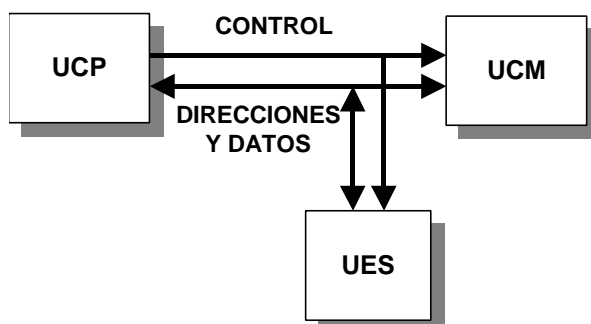 CONTROL
UCP
UCM
DIRECCIONES
Y DATOS
UES